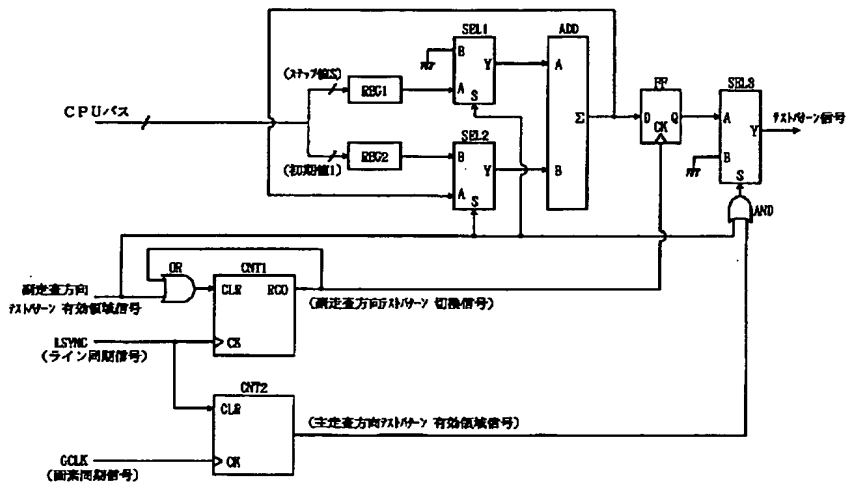 SEL1
B
Y
A
S
ADD
A
Σ
B
FF
D Q
CK
SEL3
A
Y
B
S
テストパターン信号
AND
(ステップ値S)
REG1
CPUバス
(初期値I)
REG2
SEL2
B
Y
A
S
副走査方向
テストパターン 有効領域信号
OR
CNT1
CLR RCO
CK
(副走査方向テストパターン 切換信号)
LSYNC
(ライン同期信号)
CNT2
CLR
CK
(主走査方向テストパターン 有効領域信号)
GCLK
(画素同期信号)